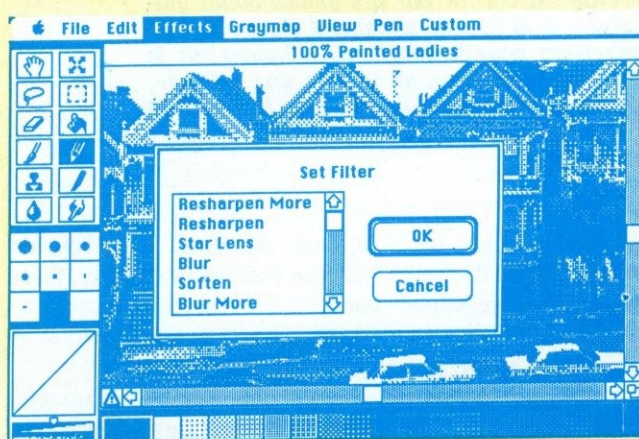 File Edit Effects Graymap View Pen Custom
100% Painted Ladies
Set Filter
Resharpen More
Resharpen
Star Lens
Blur
Soften
Blur More
OK
Cancel
A